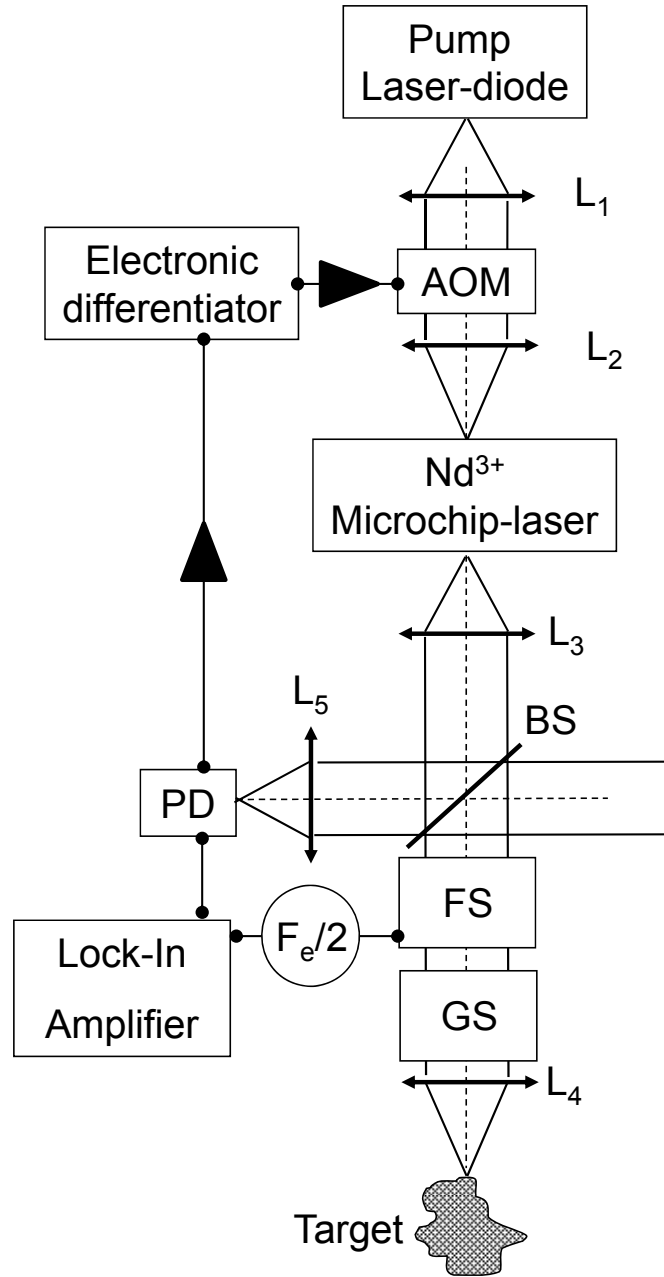 Pump
Laser-diode
L₁
Electronic
differentiator
AOM
L₂
Nd³⁺
Microchip-laser
L₃
L₅
BS
PD
FS
Fₑ/2
Lock-In
Amplifier
GS
L₄
Target